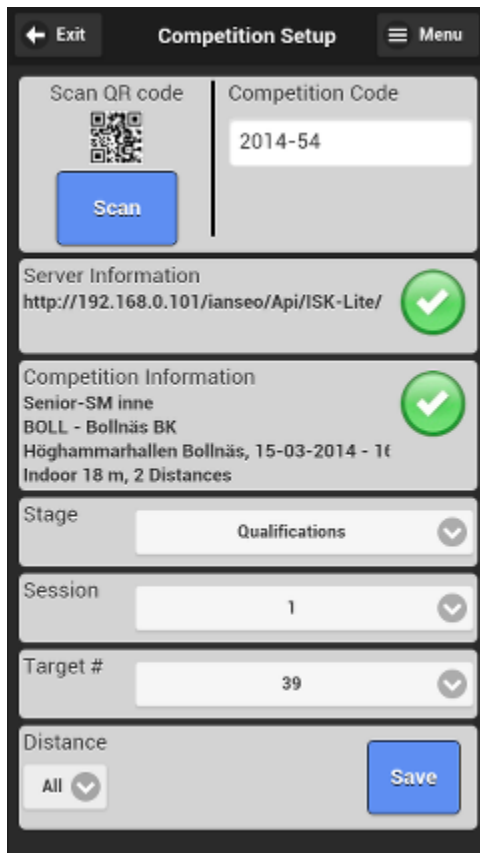 Exit
Competition Setup
Menu
Scan QR code
Scan
Competition Code
2014-54
Server Information
http://192.168.0.101/ianseo/Api/ISK-Lite/
Competition Information
Senior-SM inne
BOLL - Bollnäs BK
Höghammarhallen Bollnäs, 15-03-2014 - 16
Indoor 18 m, 2 Distances
Stage
Qualifications
Session
1
Target #
39
Distance
All
Save